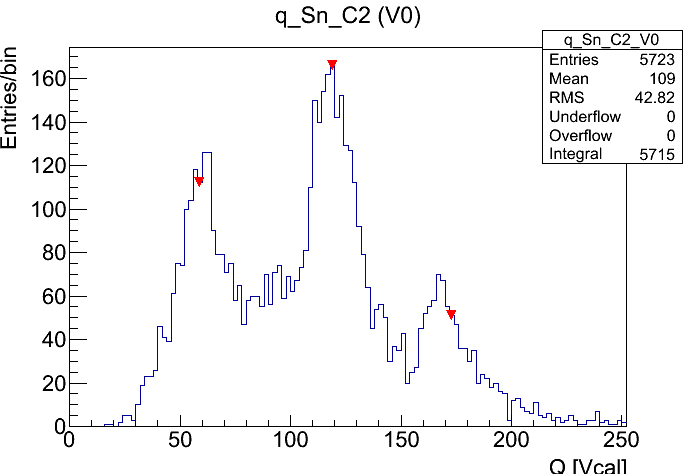 q_Sn_C2 (V0)
Entries/bin
q_Sn_C2_V0
Entries 5723
Mean 109
RMS 42.82
Underflow 0
Overflow 0
Integral 5715
160
140
120
100
80
60
40
20
0
0 50 100 150 200 250
Q [Vcal]